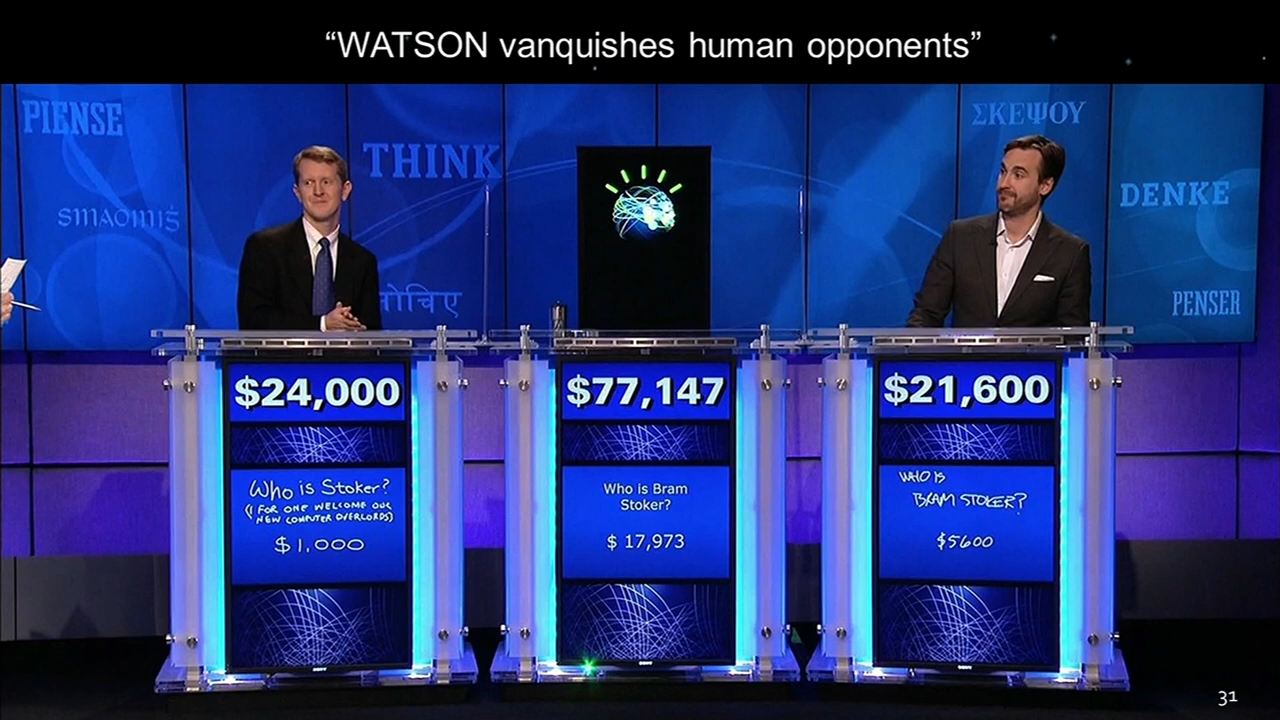 “WATSON vanquishes human opponents”
PIENSE
THINK
ΣΚΕΨΟΥ
DENKE
PENSER
$24,000
$77,147
$21,600
Who is Stoker?
(I FOR ONE WELCOME OUR
NEW COMPUTER OVERLORDS)
$1,000
Who is Bram
Stoker?
$ 17,973
WHO IS
BRAM STOKER?
$5600
31